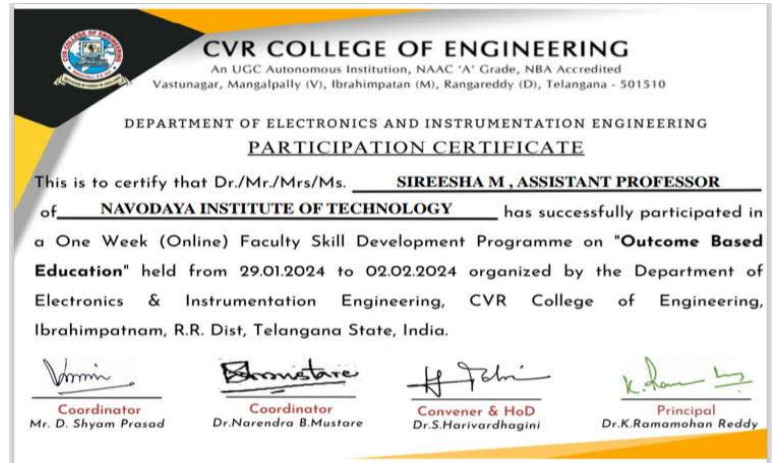 CVR COLLEGE OF ENGINEERING
An UGC Autonomous Institution, NAAC 'A' Grade, NBA Accredited
Vastunagar, Mangalpally (V), Ibrahimpatan (M), Rangareddy (D), Telangana - 501510
DEPARTMENT OF ELECTRONICS AND INSTRUMENTATION ENGINEERING
PARTICIPATION CERTIFICATE
This is to certify that Dr./Mr./Mrs/Ms. SIREESHA M , ASSISTANT PROFESSOR
of NAVODAYA INSTITUTE OF TECHNOLOGY has successfully participated in
a One Week (Online) Faculty Skill Development Programme on "Outcome Based
Education" held from 29.01.2024 to 02.02.2024 organized by the Department of
Electronics & Instrumentation Engineering, CVR College of Engineering,
Ibrahimpatnam, R.R. Dist, Telangana State, India.
Coordinator Coordinator Convener & HoD Principal
Mr. D. Shyam Prasad Dr.Narendra B.Mustare Dr.S.Harivardhagini Dr.K.Ramamohan Reddy